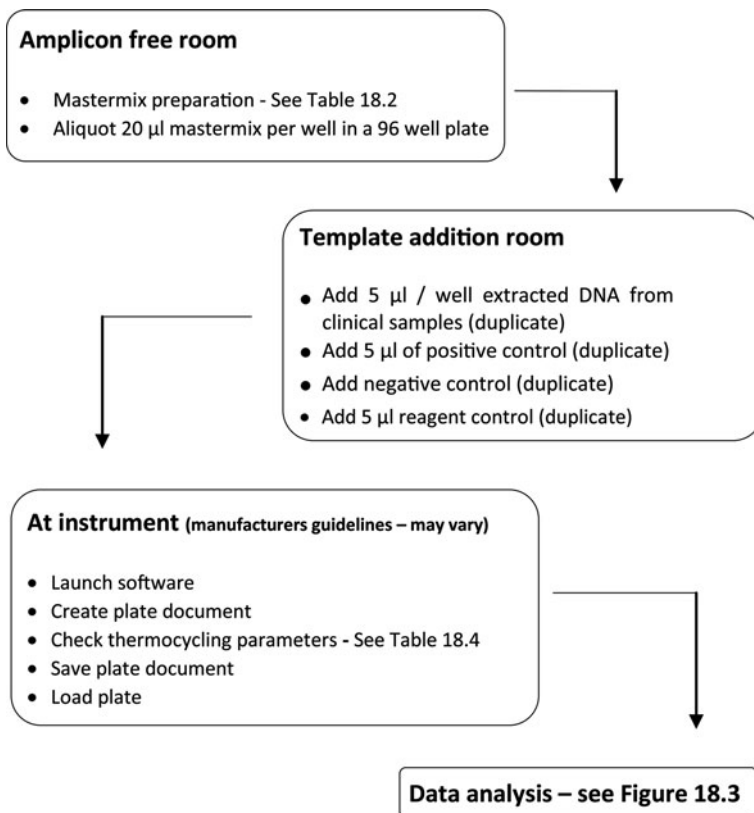 Amplicon free room
• Mastermix preparation - See Table 18.2
• Aliquot 20 µl mastermix per well in a 96 well plate
Template addition room
• Add 5 µl / well extracted DNA from
clinical samples (duplicate)
• Add 5 µl of positive control (duplicate)
• Add negative control (duplicate)
• Add 5 µl reagent control (duplicate)
At instrument (manufacturers guidelines – may vary)
• Launch software
• Create plate document
• Check thermocycling parameters - See Table 18.4
• Save plate document
• Load plate
Data analysis – see Figure 18.3